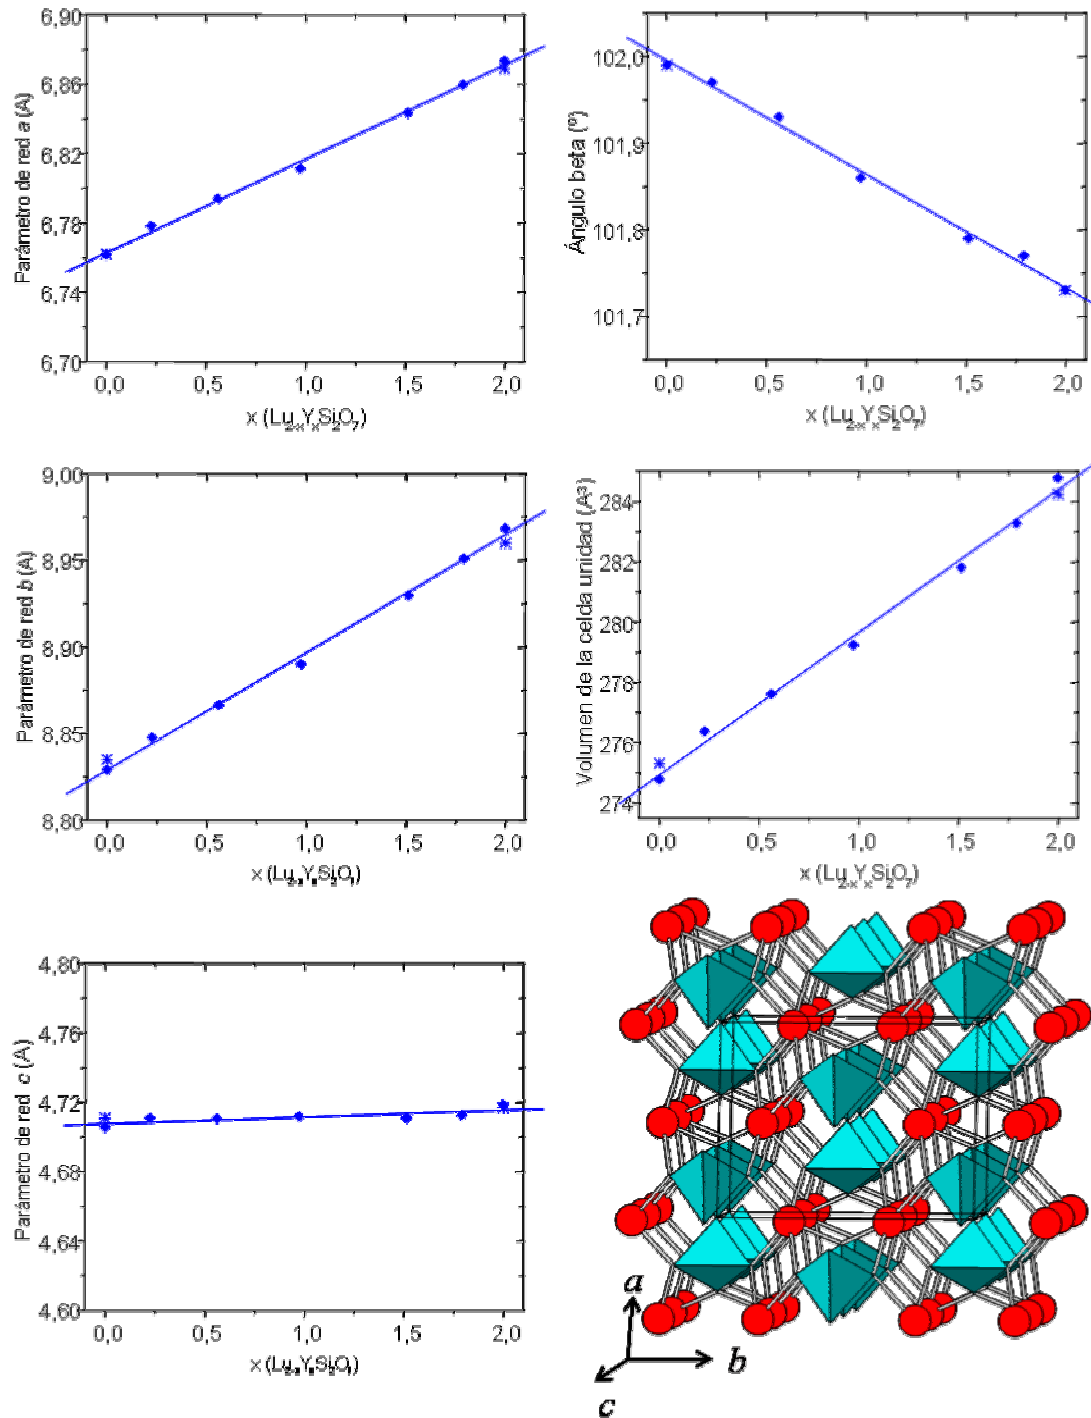 Parámetro de red a (A)
6,90
6,86
6,82
6,78
6,74
6,70
0,0 0,5 1,0 1,5 2,0
x (Lu2-xYxSi2O7)
Ángulo beta (º)
102,0
101,9
101,8
101,7
0,0 0,5 1,0 1,5 2,0
x (Lu2-xYxSi2O7)
Parámetro de red b (A)
9,00
8,95
8,90
8,85
8,80
0,0 0,5 1,0 1,5 2,0
x (Lu2-xYxSi2O7)
Volumen de la celda unidad (A³)
284
282
280
278
276
274
0,0 0,5 1,0 1,5 2,0
x (Lu2-xYxSi2O7)
Parámetro de red c (A)
4,80
4,76
4,72
4,68
4,64
4,60
0,0 0,5 1,0 1,5 2,0
x (Lu2-xYxSi2O7)
a
b
c